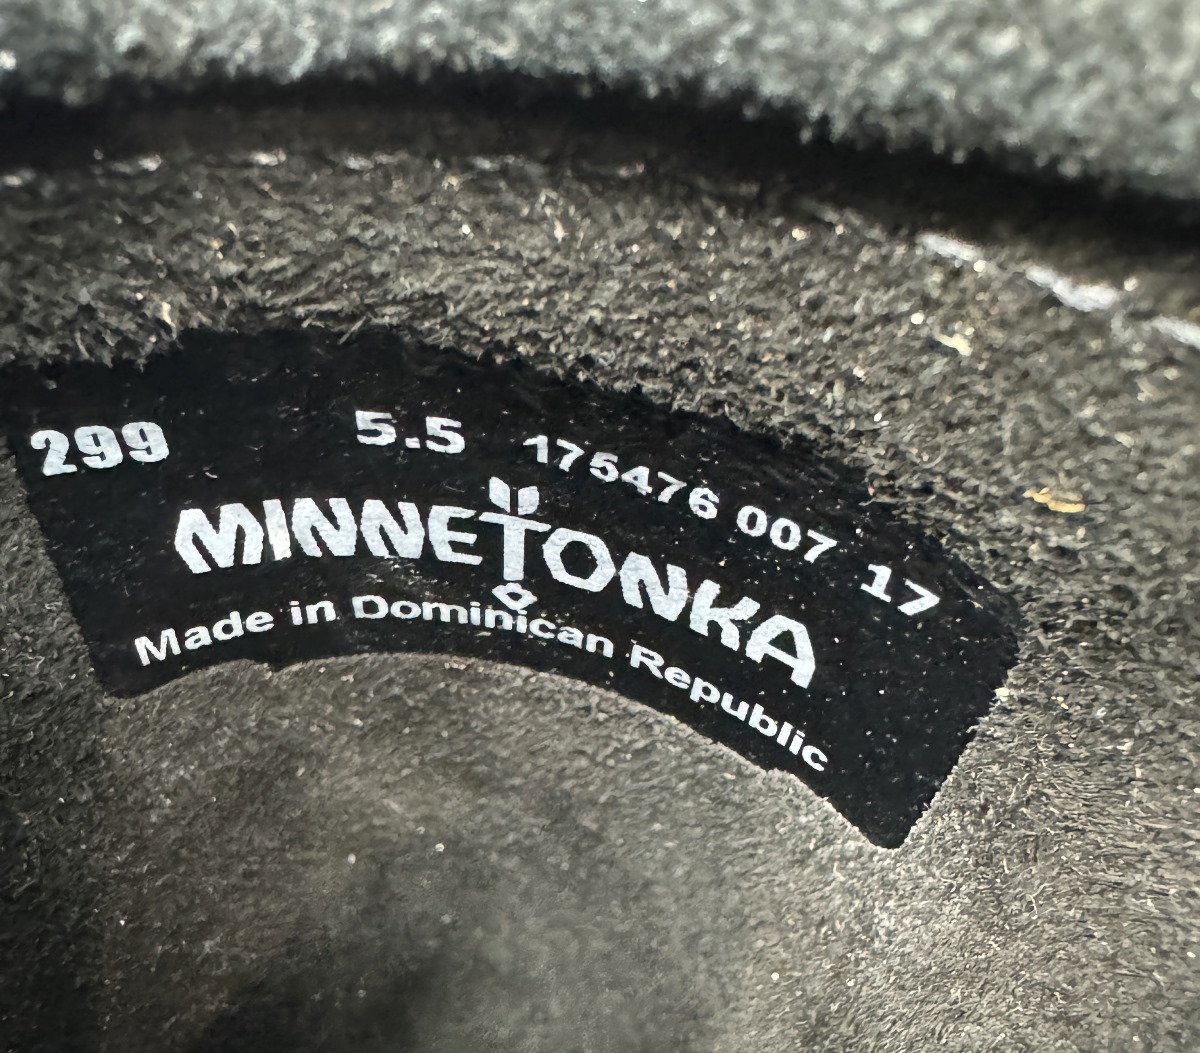 299 5.5 175476 007 17
MINNETONKA
Made in Dominican Republic